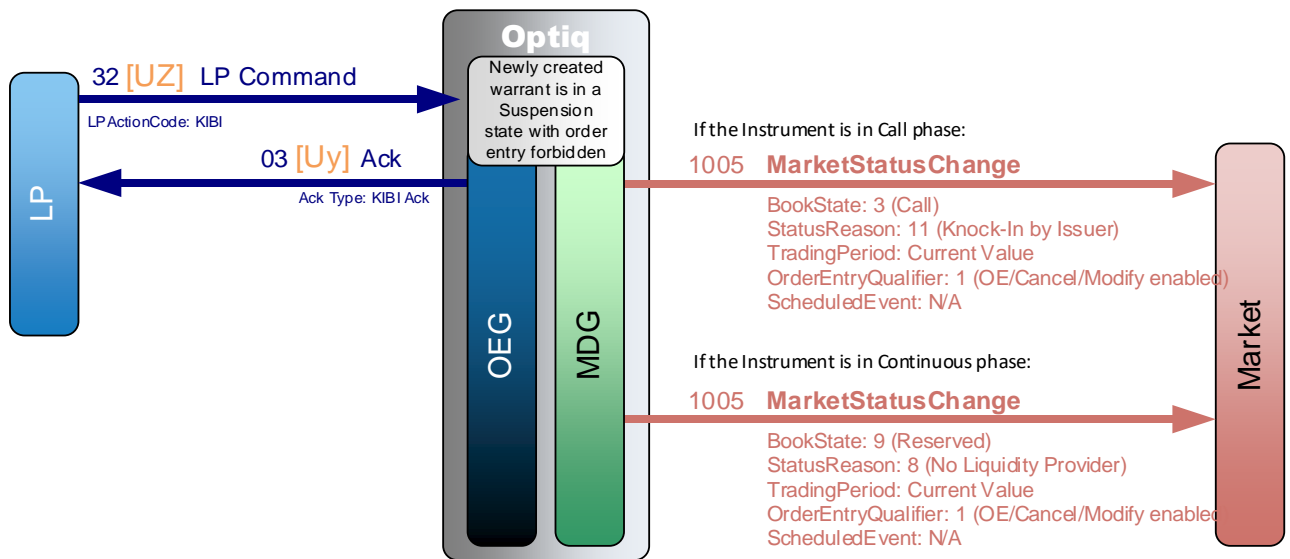 Optiq
32 [UZ] LP Command
LPActionCode: KIBI
03 [Uy] Ack
Ack Type: KIBI Ack
LP
Newly created
warrant is in a
Suspension
state with order
entry forbidden
OEG
MDG
If the Instrument is in Call phase:
1005 MarketStatusChange
BookState: 3 (Call)
StatusReason: 11 (Knock-In by Issuer)
TradingPeriod: Current Value
OrderEntryQualifier: 1 (OE/Cancel/Modify enabled)
ScheduledEvent: N/A
If the Instrument is in Continuous phase:
1005 MarketStatusChange
BookState: 9 (Reserved)
StatusReason: 8 (No Liquidity Provider)
TradingPeriod: Current Value
OrderEntryQualifier: 1 (OE/Cancel/Modify enabled
ScheduledEvent: N/A
Market